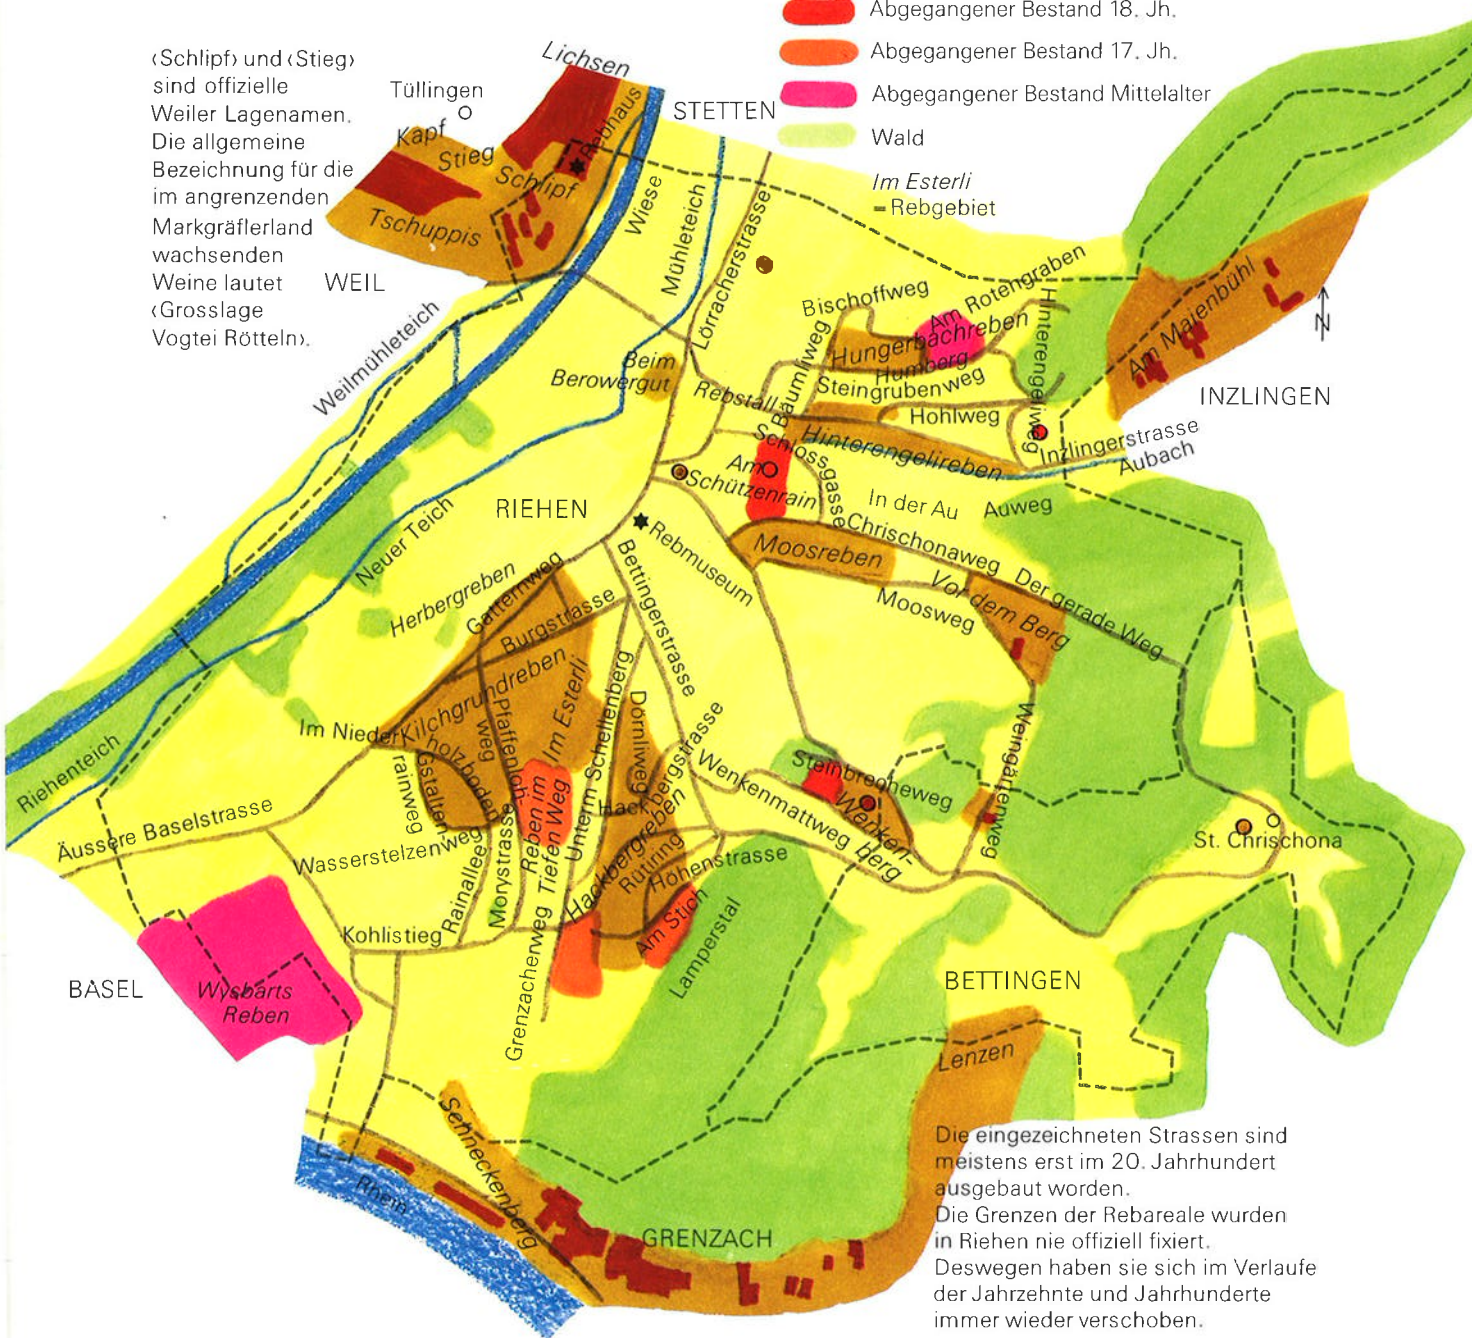 Abgegangener Bestand 18. Jh.
Abgegangener Bestand 17. Jh.
Abgegangener Bestand Mittelalter
Wald
Im Esterli
= Rebgebiet
‹Schlipf› und ‹Stieg›
sind offizielle
Weiler Lagenamen.
Die allgemeine
Bezeichnung für die
im angrenzenden
Markgräflerland
wachsenden
Weine lautet
‹Grosslage
Vogtei Rötteln›.
Lichsen
Tüllingen
Kapf
Stieg
Rebhaus
Schlipf
Tschuppis
WEIL
STETTEN
Wiese
Mühleteich
Lörracherstrasse
Weilmühleteich
Bischoffweg
Am Rotengraben
Hungerbachreben
Humberg
Steingrubenweg
Hinterengeliweg
Bäumliweg
Am Maienbühl
N
INZLINGEN
Beim
Berowergut
Rebstall
Hohlweg
Inzlingerstrasse
Aubach
Schlossgasse
Hinterengelireben
Am
Schützenrain
In der Au
Auweg
RIEHEN
Neuer Teich
Rebmuseum
Chrischonaweg
Moosreben
Der gerade Weg
Vor dem Berg
Moosweg
Herbergreben
Gatternweg
Burgstrasse
Bettingerstrasse
Kilchgrundreben
Im Esterli
Im Nieder-
holzboden
Pfaffenloh-
weg
Gstalten-
rainweg
Unterm Schellenberg
Dörnliweg
Hackbergstrasse
Weingartenweg
Steinbrecheweg
Wenken-
berg
Wenkenmattweg
Riehenteich
Äussere Baselstrasse
Wasserstelzenweg
Rainallee
Morystrasse
Reben im
Tiefen Weg
Hackbergreben
Rütiring
Höhenstrasse
St. Chrischona
Kohlistieg
Grenzacherweg
Am Stich
Lamperstal
BASEL
Wysbarts
Reben
BETTINGEN
Lenzen
Schneckenberg
Rhein
GRENZACH
Die eingezeichneten Strassen sind
meistens erst im 20. Jahrhundert
ausgebaut worden.
Die Grenzen der Rebareale wurden
in Riehen nie offiziell fixiert.
Deswegen haben sie sich im Verlaufe
der Jahrzehnte und Jahrhunderte
immer wieder verschoben.